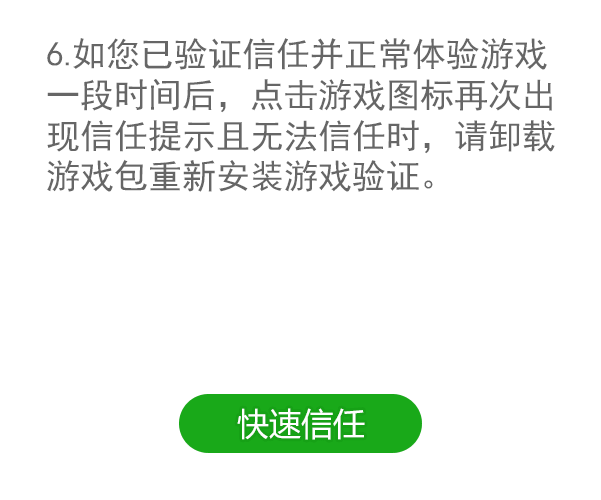 6.如您已验证信任并正常体验游戏
一段时间后，点击游戏图标再次出
现信任提示且无法信任时，请卸载
游戏包重新安装游戏验证。
快速信任